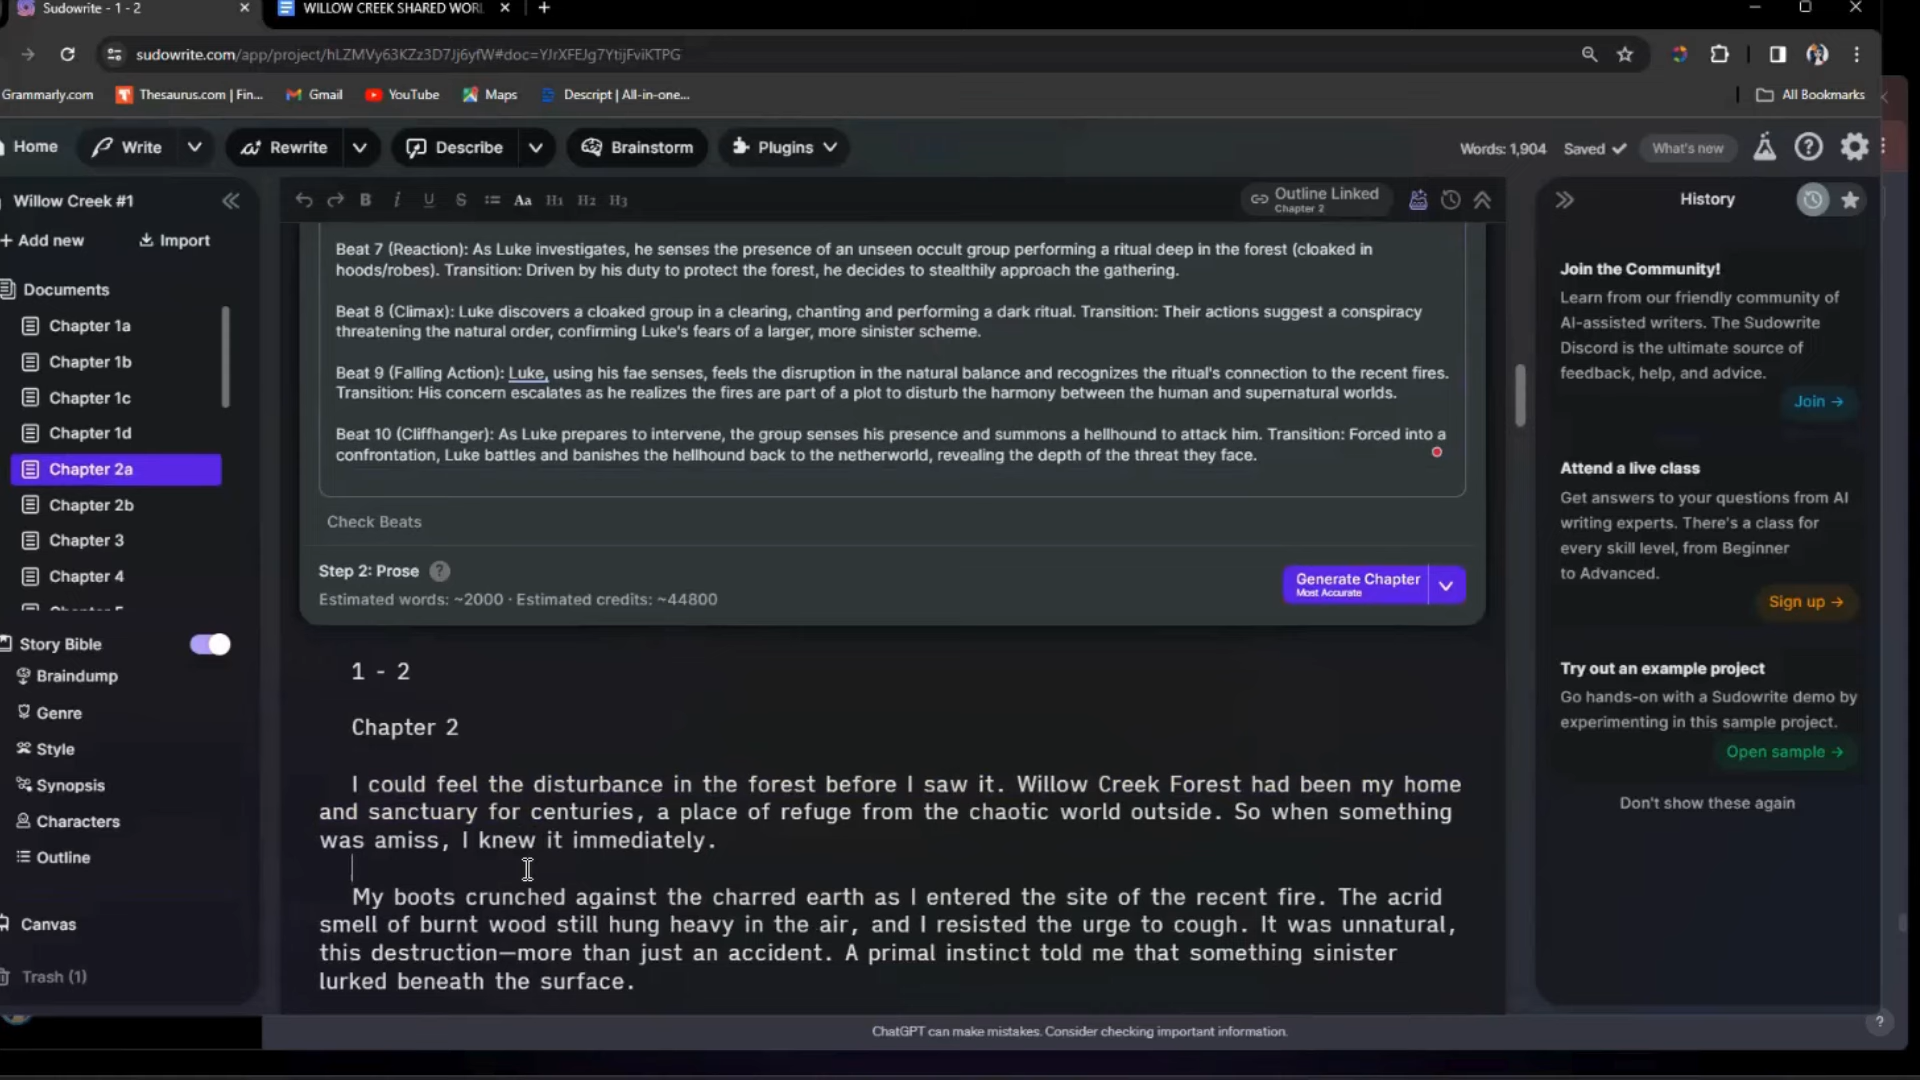 Sudowrite - 1 - 2
WILLOW CREEK SHARED WORL
sudowrite.com/app/project/hLZMVy63KZz3D7Jj6yfW#doc=YJrXFEJg7YtijFviKTPG
Grammarly.com
Thesaurus.com | Fin...
Gmail
YouTube
Maps
Descript | All-in-one...
All Bookmarks
Home
Write
Rewrite
Describe
Brainstorm
Plugins
Words: 1,904
Saved
What's new
Willow Creek #1
+ Add new
Import
Documents
Chapter 1a
Chapter 1b
Chapter 1c
Chapter 1d
Chapter 2a
Chapter 2b
Chapter 3
Chapter 4
Story Bible
Braindump
Genre
Style
Synopsis
Characters
Outline
Canvas
Trash (1)
B i U S Aa H1 H2 H3
Outline Linked
Chapter 2
Beat 7 (Reaction): As Luke investigates, he senses the presence of an unseen occult group performing a ritual deep in the forest (cloaked in
hoods/robes). Transition: Driven by his duty to protect the forest, he decides to stealthily approach the gathering.
Beat 8 (Climax): Luke discovers a cloaked group in a clearing, chanting and performing a dark ritual. Transition: Their actions suggest a conspiracy
threatening the natural order, confirming Luke's fears of a larger, more sinister scheme.
Beat 9 (Falling Action): Luke, using his fae senses, feels the disruption in the natural balance and recognizes the ritual's connection to the recent fires.
Transition: His concern escalates as he realizes the fires are part of a plot to disturb the harmony between the human and supernatural worlds.
Beat 10 (Cliffhanger): As Luke prepares to intervene, the group senses his presence and summons a hellhound to attack him. Transition: Forced into a
confrontation, Luke battles and banishes the hellhound back to the netherworld, revealing the depth of the threat they face.
Check Beats
Step 2: Prose
Estimated words: ~2000 · Estimated credits: ~44800
Generate Chapter
Most Accurate
1 - 2
Chapter 2
I could feel the disturbance in the forest before I saw it. Willow Creek Forest had been my home
and sanctuary for centuries, a place of refuge from the chaotic world outside. So when something
was amiss, I knew it immediately.
My boots crunched against the charred earth as I entered the site of the recent fire. The acrid
smell of burnt wood still hung heavy in the air, and I resisted the urge to cough. It was unnatural,
this destruction—more than just an accident. A primal instinct told me that something sinister
lurked beneath the surface.
History
Join the Community!
Learn from our friendly community of
AI-assisted writers. The Sudowrite
Discord is the ultimate source of
feedback, help, and advice.
Join →
Attend a live class
Get answers to your questions from AI
writing experts. There's a class for
every skill level, from Beginner
to Advanced.
Sign up →
Try out an example project
Go hands-on with a Sudowrite demo by
experimenting in this sample project.
Open sample →
Don't show these again
ChatGPT can make mistakes. Consider checking important information.